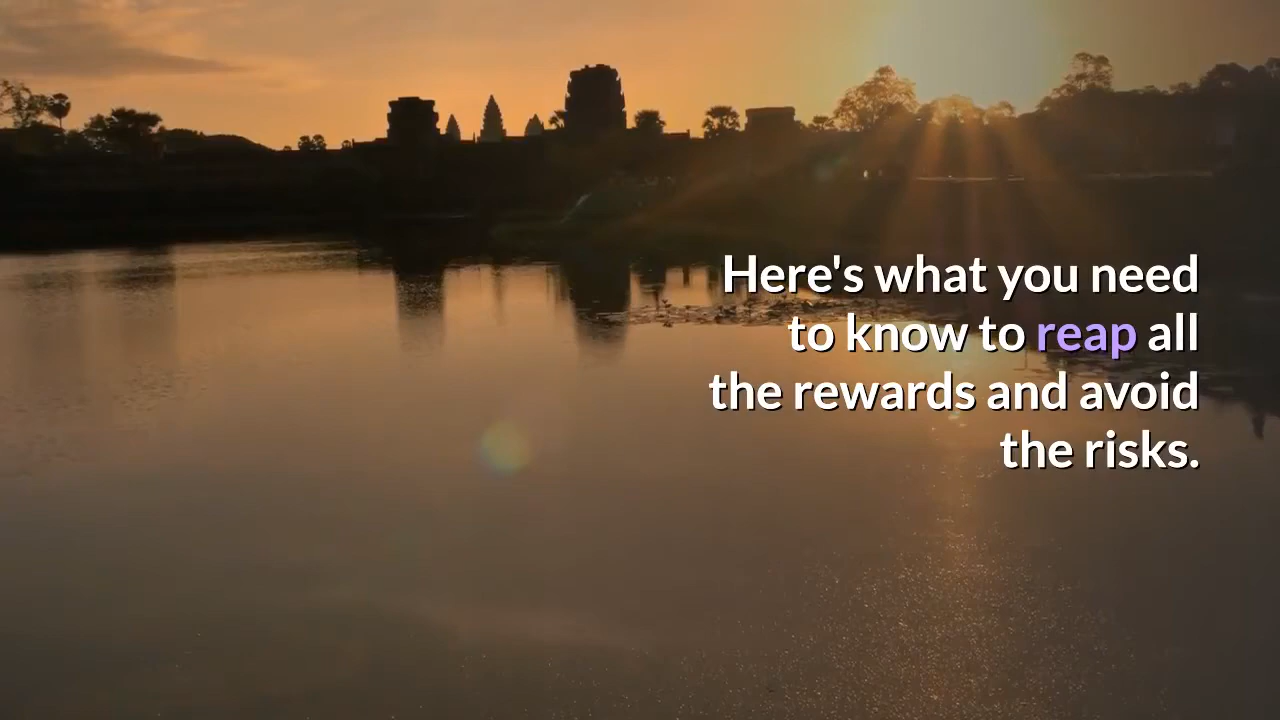 Here's what you need
to know to reap all
the rewards and avoid
the risks.